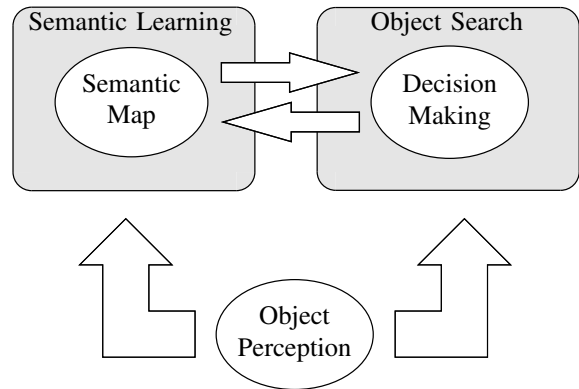 Semantic Learning
Object Search
Semantic
Map
Decision
Making
Object
Perception